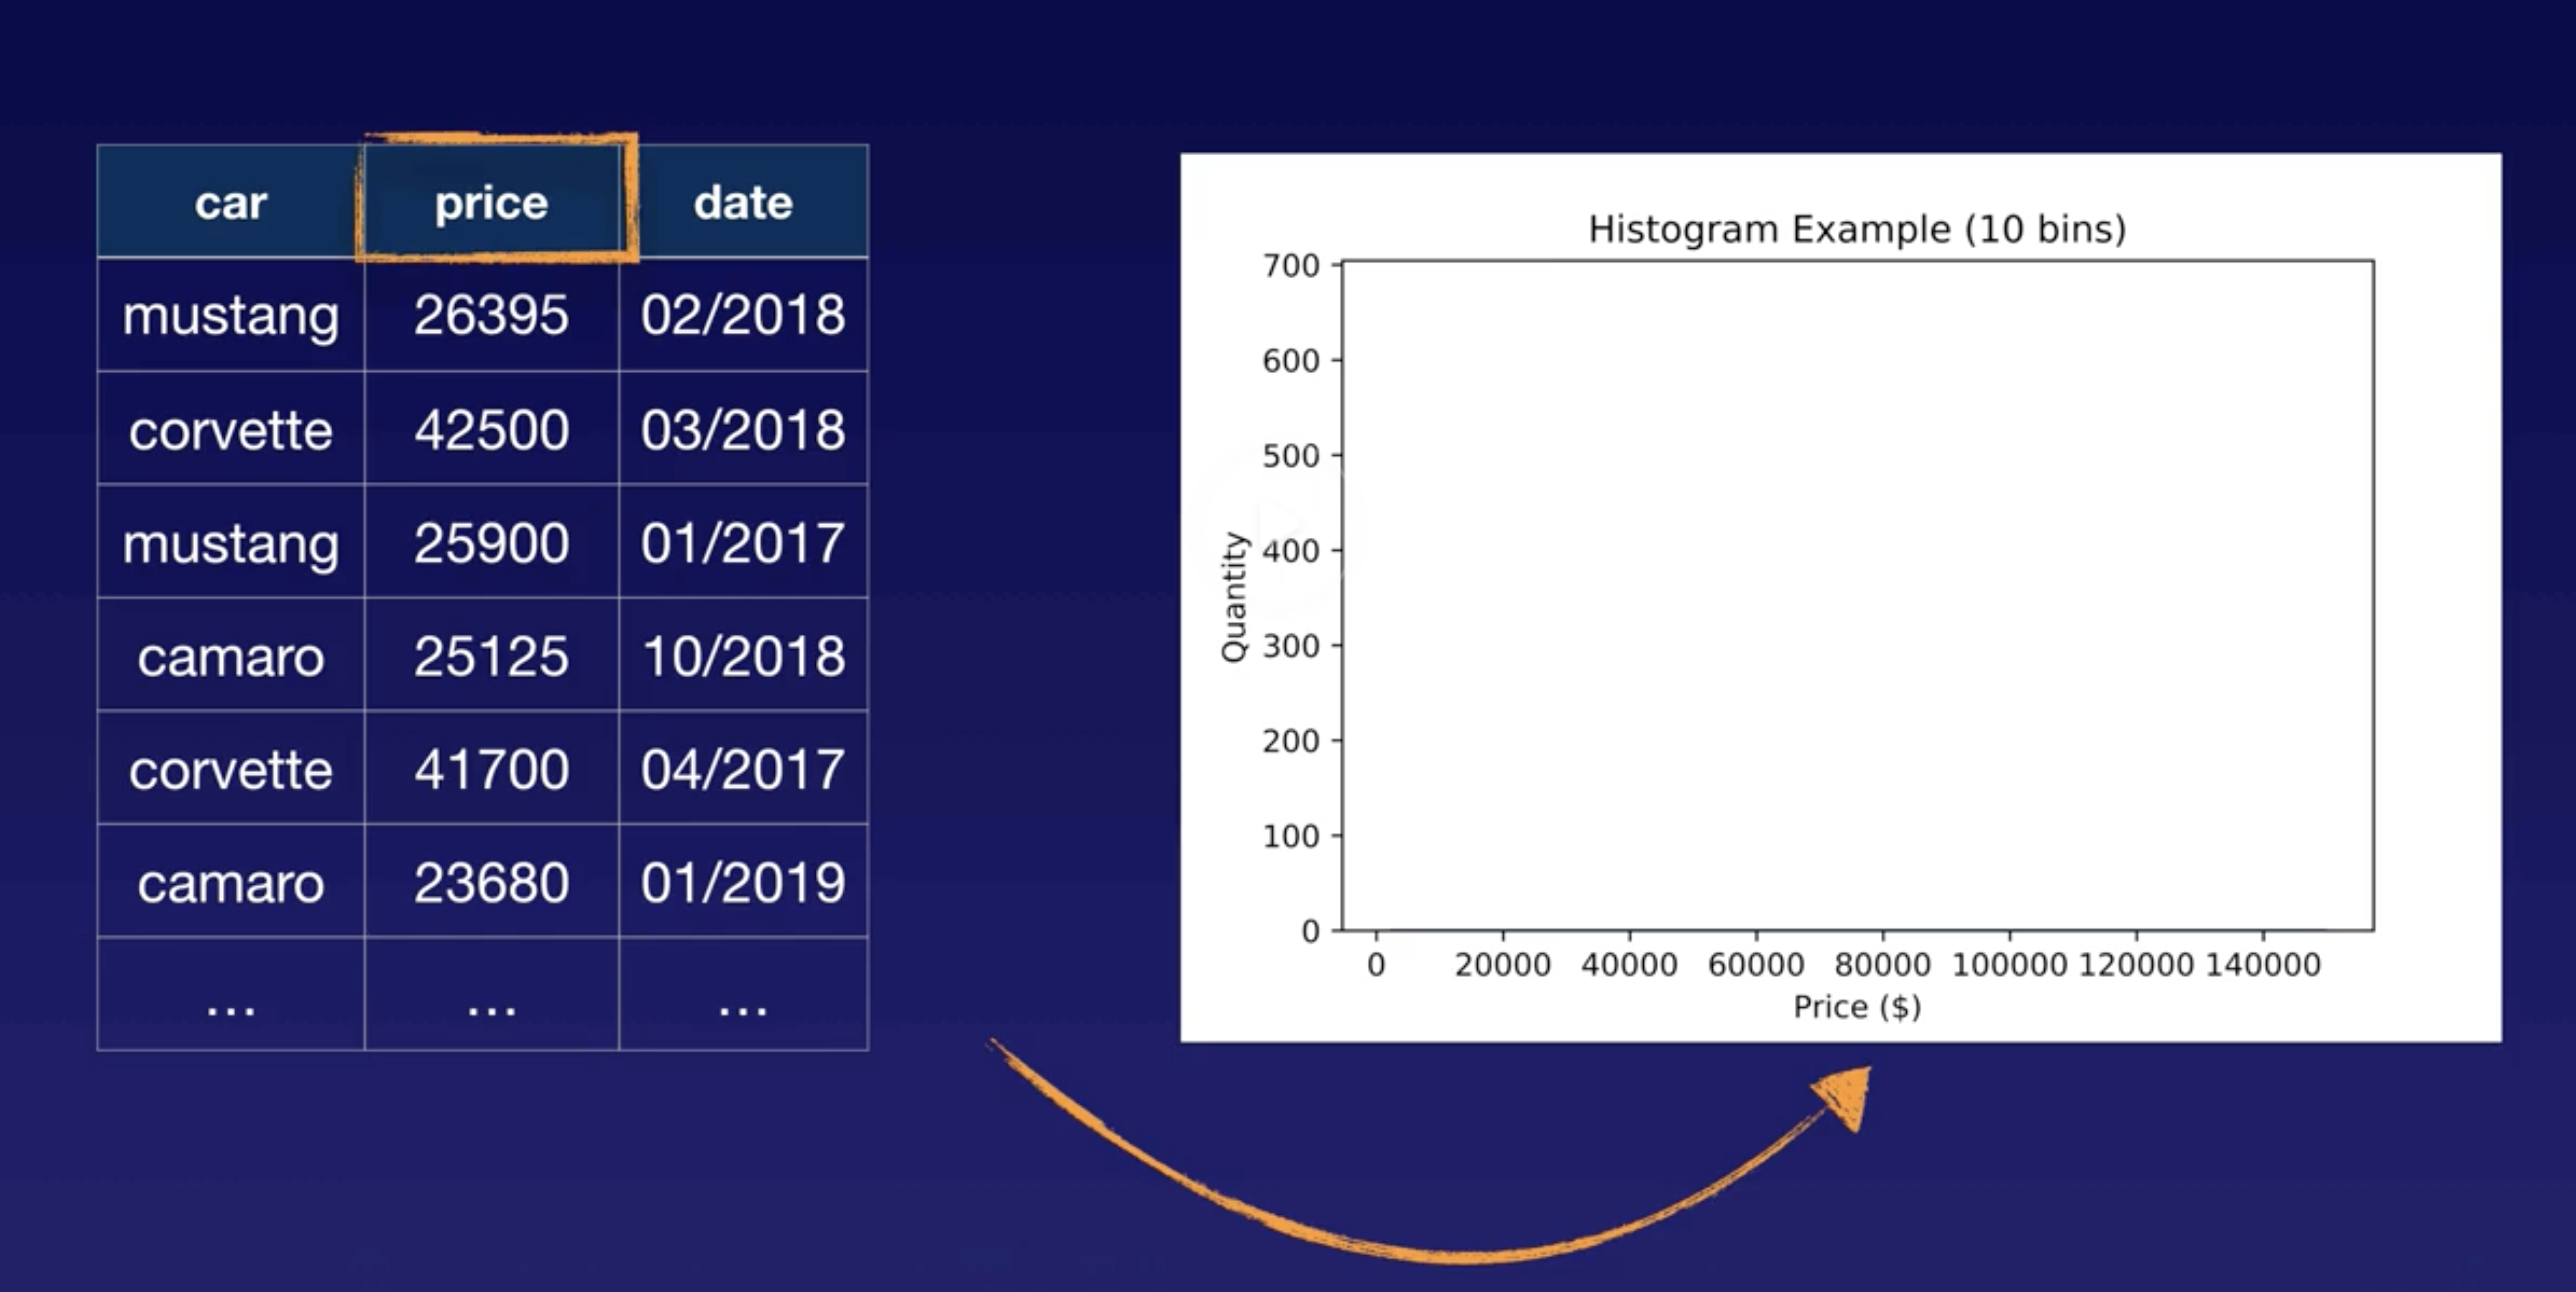 car price date
mustang 26395 02/2018
corvette 42500 03/2018
mustang 25900 01/2017
camaro 25125 10/2018
corvette 41700 04/2017
camaro 23680 01/2019
... ... ...
Histogram Example (10 bins)
700
600
500
400
300
200
100
0
Quantity
0 20000 40000 60000 80000 100000 120000 140000
Price ($)